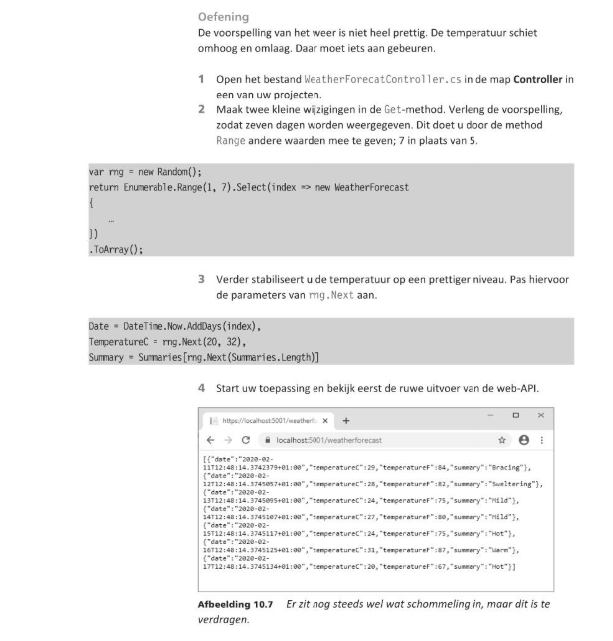 Oefening
De voorspelling van het weer is niet heel prettig. De temperatuur schiet
omhoog en omlaag. Daar moet iets aan gebeuren.
1 Open het bestand WeatherForecatController.cs in de map Controller in
een van uw projecten.
2 Maak twee kleine wijzigingen in de Get-method. Verleng de voorspelling,
zodat zeven dagen worden weergegeven. Dit doet u door de method
Range andere waarden mee te geven; 7 in plaats van 5.
var rng = new Random();
return Enumerable.Range(1, 7).Select(index => new WeatherForecast
{
…
})
.ToArray();
3 Verder stabiliseert u de temperatuur op een prettiger niveau. Pas hiervoor
de parameters van rng.Next aan.
Date = DateTime.Now.AddDays(index),
TemperatureC = rng.Next(20, 32),
Summary = Summaries[rng.Next(Summaries.Length)]
4 Start uw toepassing en bekijk eerst de ruwe uitvoer van de web-API.
https://localhost:5001/weatherf
localhost:5001/weatherforecast
[{"date":"2020-02-
11T12:48:14.3742379+01:00","temperatureC":29,"temperatureF":84,"summary":"Bracing"},
{"date":"2020-02-
12T12:48:14.3745057+01:00","temperatureC":28,"temperatureF":82,"summary":"Sweltering"},
{"date":"2020-02-
13T12:48:14.3745095+01:00","temperatureC":24,"temperatureF":75,"summary":"Mild"},
{"date":"2020-02-
14T12:48:14.3745107+01:00","temperatureC":27,"temperatureF":80,"summary":"Mild"},
{"date":"2020-02-
15T12:48:14.3745117+01:00","temperatureC":24,"temperatureF":75,"summary":"Hot"},
{"date":"2020-02-
16T12:48:14.3745125+01:00","temperatureC":31,"temperatureF":87,"summary":"Warm"},
{"date":"2020-02-
17T12:48:14.3745134+01:00","temperatureC":20,"temperatureF":67,"summary":"Hot"}]
Afbeelding 10.7 Er zit nog steeds wel wat schommeling in, maar dit is te
verdragen.